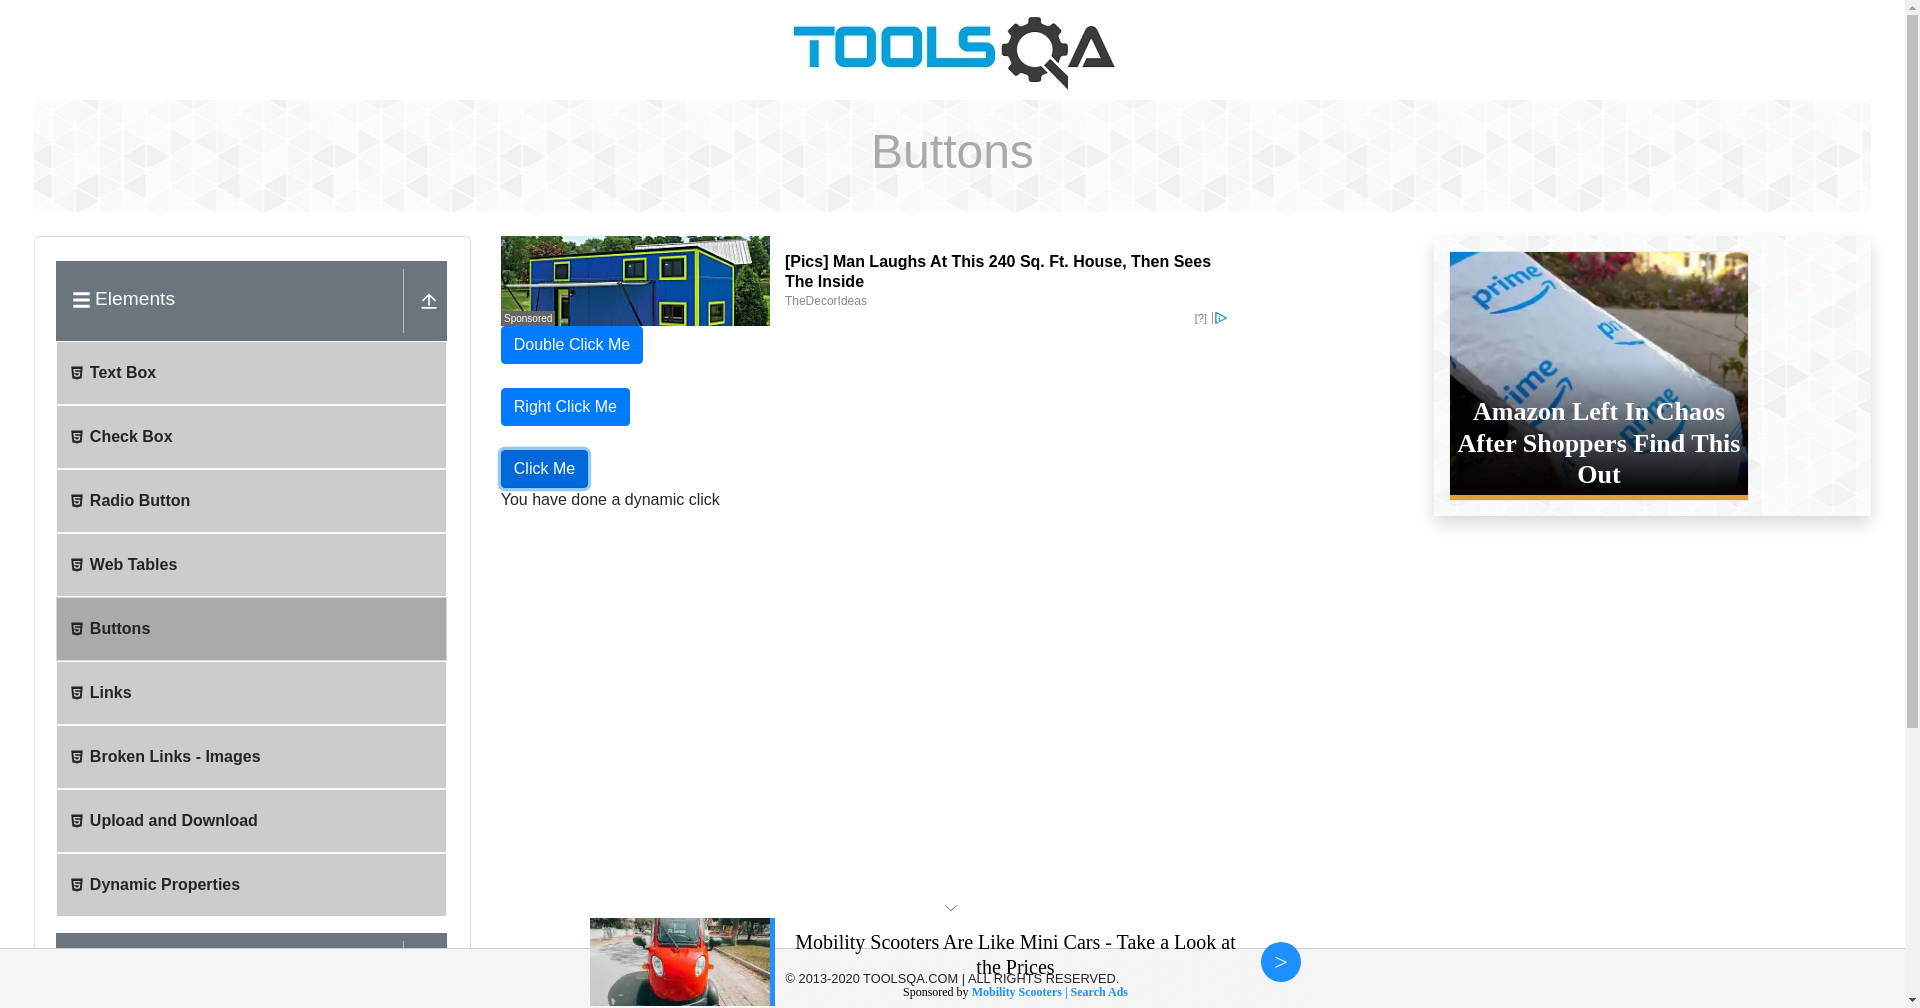 TOOLSQA
Buttons
Elements
Text Box
Check Box
Radio Button
Web Tables
Buttons
Links
Broken Links - Images
Upload and Download
Dynamic Properties
Sponsored
[Pics] Man Laughs At This 240 Sq. Ft. House, Then Sees
The Inside
TheDecorIdeas
[?]
Double Click Me
Right Click Me
Click Me
You have done a dynamic click
prime
prime
prime
Amazon Left In Chaos
After Shoppers Find This
Out
Mobility Scooters Are Like Mini Cars - Take a Look at
the Prices
© 2013-2020 TOOLSQA.COM | ALL RIGHTS RESERVED.
Sponsored by Mobility Scooters | Search Ads
>